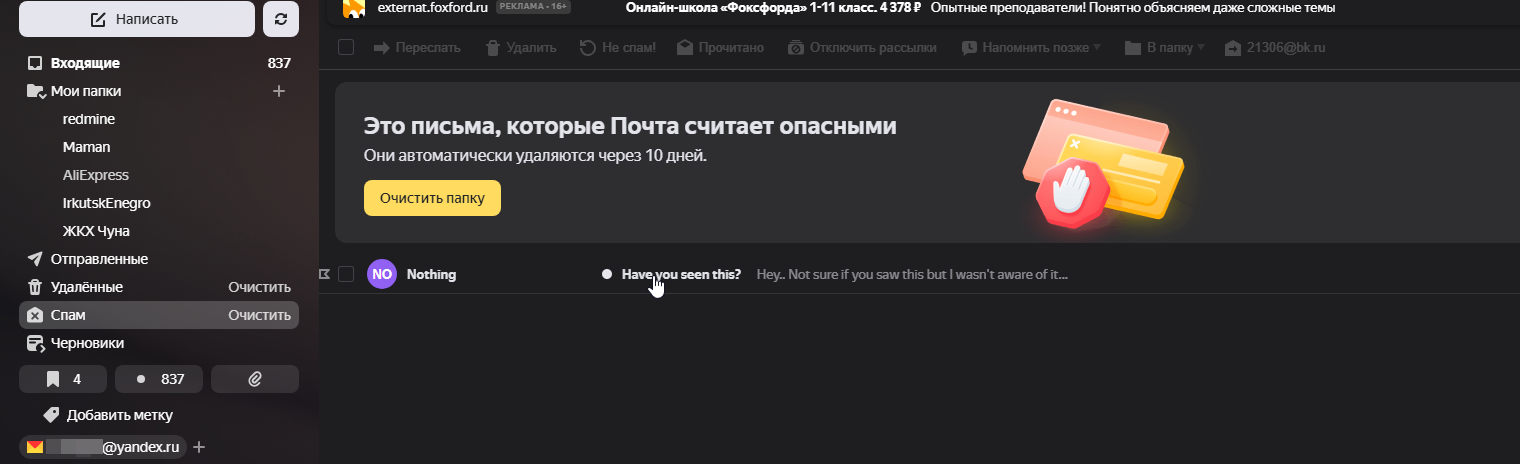 Написать
externat.foxford.ru РЕКЛАМА • 16+ Онлайн-школа «Фоксфорда» 1-11 класс. 4 378 ₽ Опытные преподаватели! Понятно объясняем даже сложные темы
Переслать Удалить Не спам! Прочитано Отключить рассылки Напомнить позже В папку 21306@bk.ru
Входящие 837
Мои папки +
redmine
Maman
AliExpress
IrkutskEnegro
ЖКХ Чуна
Отправленные
Удалённые Очистить
Спам Очистить
Черновики
4 837
Добавить метку
@yandex.ru +
Это письма, которые Почта считает опасными
Они автоматически удаляются через 10 дней.
Очистить папку
NO Nothing Have you seen this? Hey.. Not sure if you saw this but I wasn't aware of it...